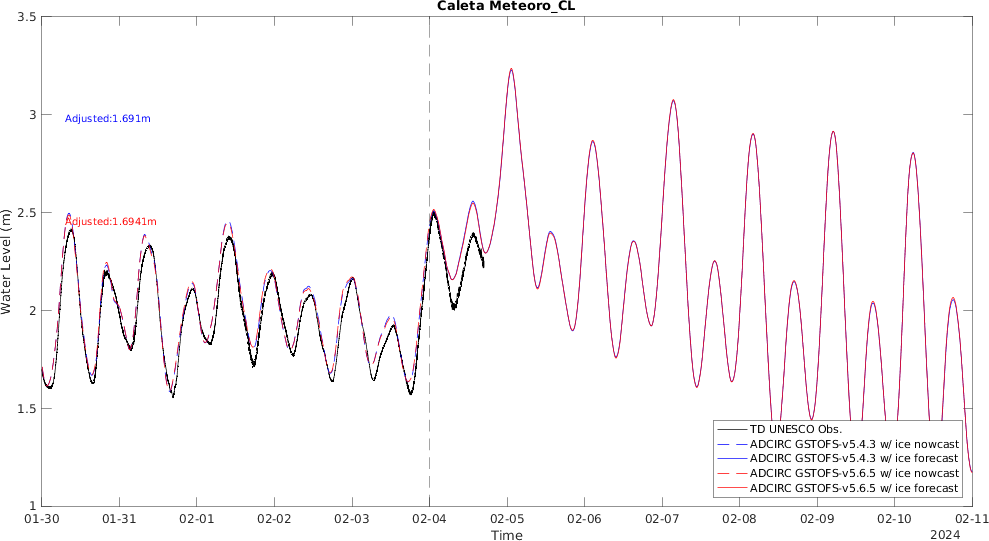 Caleta Meteoro_CL
3.5
3
2.5
2
1.5
1
Water Level (m)
Adjusted:1.691m
Adjusted:1.6941m
TD UNESCO Obs.
ADCIRC GSTOFS-v5.4.3 w/ ice nowcast
ADCIRC GSTOFS-v5.4.3 w/ ice forecast
ADCIRC GSTOFS-v5.6.5 w/ ice nowcast
ADCIRC GSTOFS-v5.6.5 w/ ice forecast
01-30 01-31 02-01 02-02 02-03 02-04 02-05 02-06 02-07 02-08 02-09 02-10 02-11
Time
2024